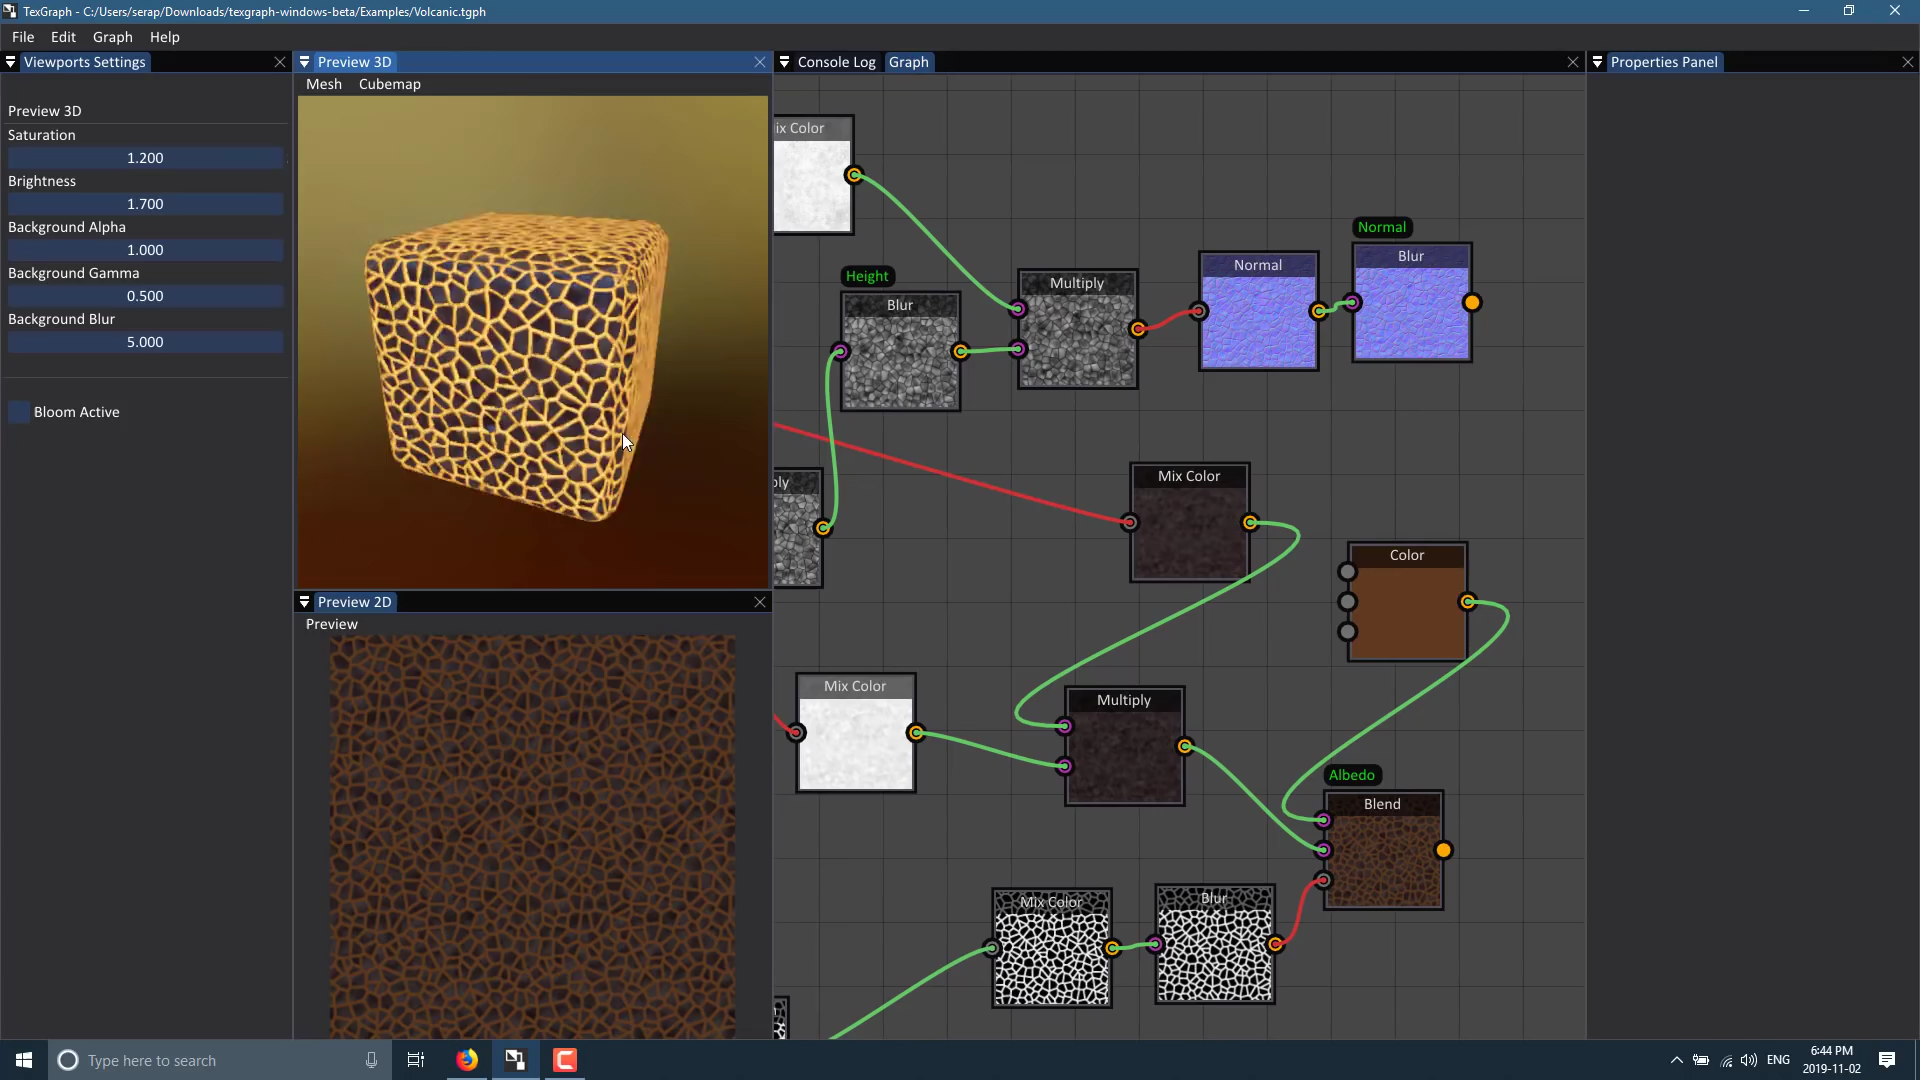 TexGraph - C:/Users/serap/Downloads/texgraph-windows-beta/Examples/Volcanic.tgph
File Edit Graph Help
Viewports Settings
Preview 3D
Saturation
1.200
Brightness
1.700
Background Alpha
1.000
Background Gamma
0.500
Background Blur
5.000
Bloom Active
Preview 3D
Mesh Cubemap
Preview 2D
Preview
Console Log Graph
ix Color
Height
Blur
Multiply
Normal
Normal
Blur
ply
Mix Color
Color
Mix Color
Multiply
Albedo
Blend
Mix Color
Blur
Properties Panel
Type here to search
ENG
6:44 PM
2019-11-02